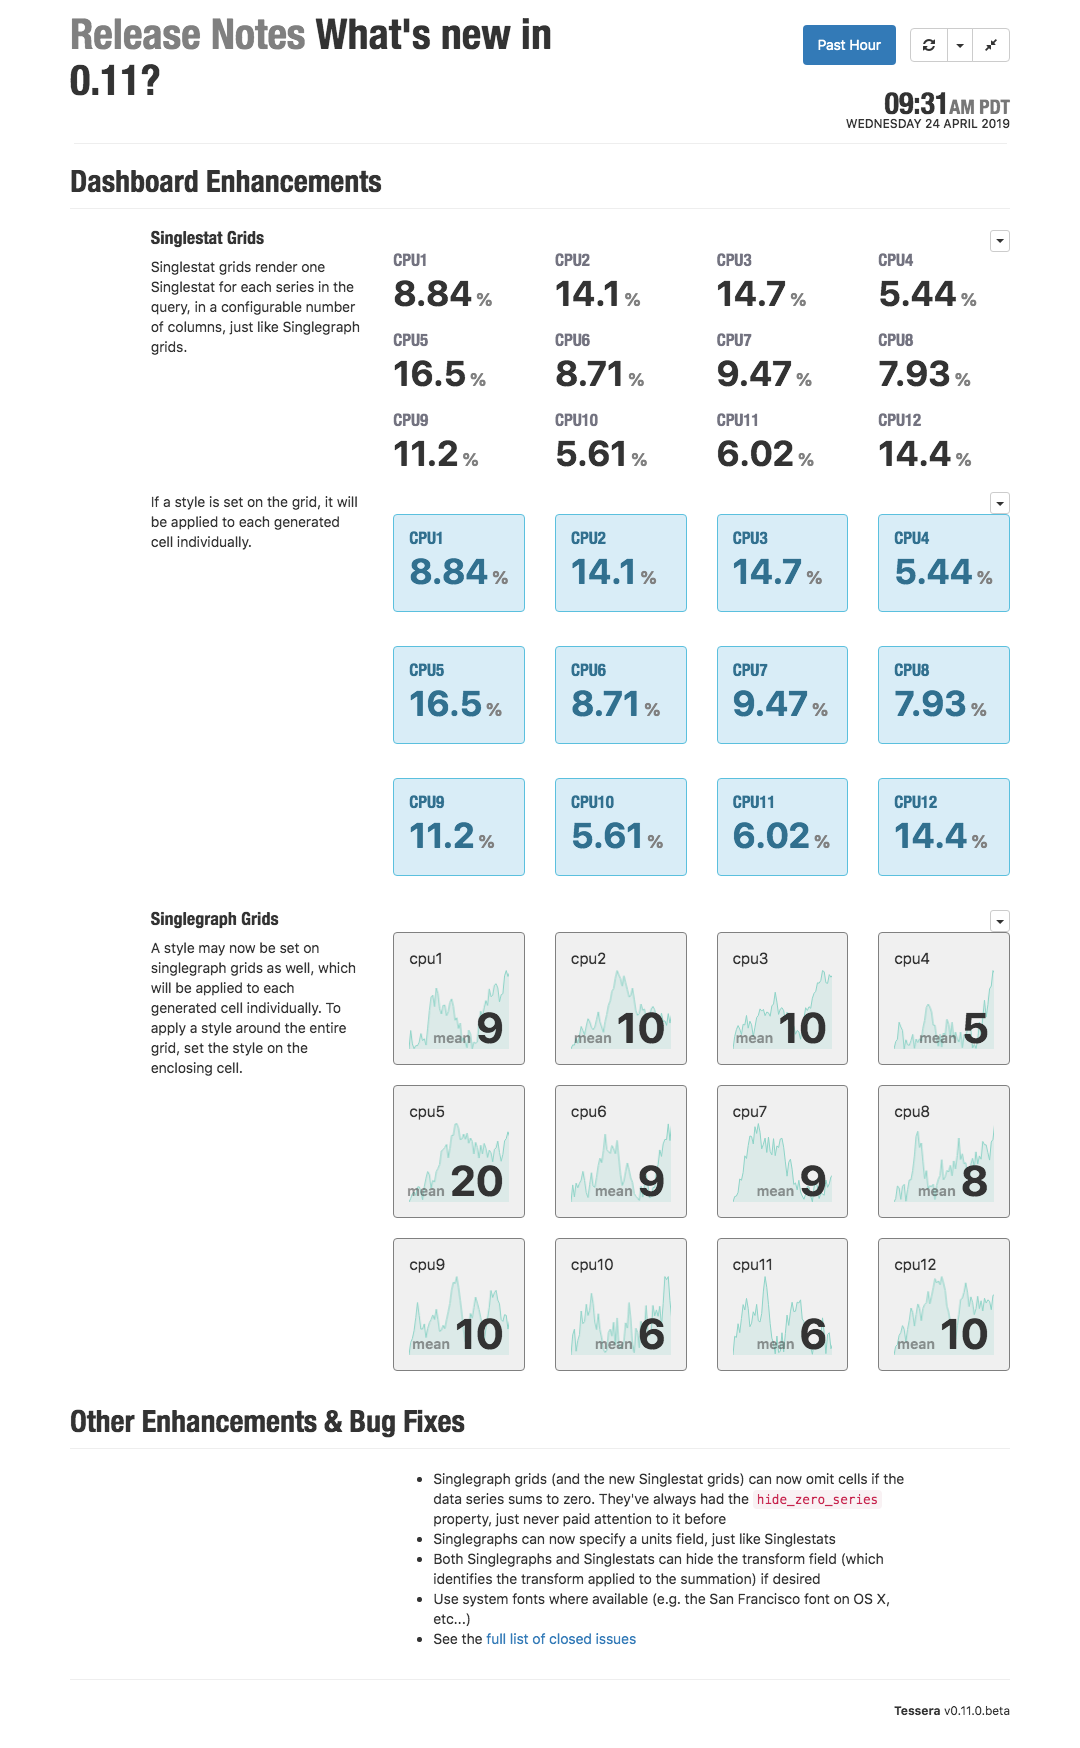 Release Notes What's new in
0.11?
Past Hour
09:31 AM PDT
WEDNESDAY 24 APRIL 2019
Dashboard Enhancements
Singlestat Grids
Singlestat grids render one
Singlestat for each series in the
query, in a configurable number
of columns, just like Singlegraph
grids.
CPU1 CPU2 CPU3 CPU4
8.84 % 14.1 % 14.7 % 5.44 %
CPU5 CPU6 CPU7 CPU8
16.5 % 8.71 % 9.47 % 7.93 %
CPU9 CPU10 CPU11 CPU12
11.2 % 5.61 % 6.02 % 14.4 %
If a style is set on the grid, it will
be applied to each generated
cell individually.
CPU1 CPU2 CPU3 CPU4
8.84 % 14.1 % 14.7 % 5.44 %
CPU5 CPU6 CPU7 CPU8
16.5 % 8.71 % 9.47 % 7.93 %
CPU9 CPU10 CPU11 CPU12
11.2 % 5.61 % 6.02 % 14.4 %
Singlegraph Grids
A style may now be set on
singlegraph grids as well, which
will be applied to each
generated cell individually. To
apply a style around the entire
grid, set the style on the
enclosing cell.
cpu1 cpu2 cpu3 cpu4
mean 9 mean 10 mean 10 mean 5
cpu5 cpu6 cpu7 cpu8
mean 20 mean 9 mean 9 mean 8
cpu9 cpu10 cpu11 cpu12
mean 10 mean 6 mean 6 mean 10
Other Enhancements & Bug Fixes
• Singlegraph grids (and the new Singlestat grids) can now omit cells if the
data series sums to zero. They've always had the hide_zero_series
property, just never paid attention to it before
• Singlegraphs can now specify a units field, just like Singlestats
• Both Singlegraphs and Singlestats can hide the transform field (which
identifies the transform applied to the summation) if desired
• Use system fonts where available (e.g. the San Francisco font on OS X,
etc...)
• See the full list of closed issues
Tessera v0.11.0.beta